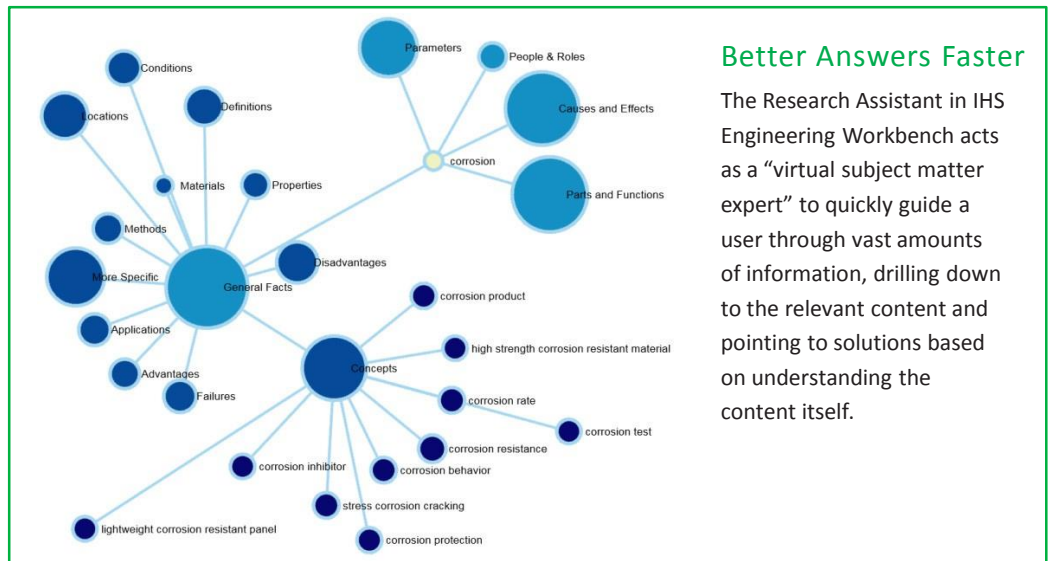 Parameters
People & Roles
Conditions
Definitions
Causes and Effects
Locations
corrosion
Materials
Properties
Parts and Functions
Methods
Disadvantages
More Specific
General Facts
corrosion product
Applications
high strength corrosion resistant material
Advantages
Concepts
Failures
corrosion rate
corrosion test
corrosion resistance
corrosion inhibitor
corrosion behavior
stress corrosion cracking
lightweight corrosion resistant panel
corrosion protection
Better Answers Faster
The Research Assistant in IHS
Engineering Workbench acts
as a “virtual subject matter
expert” to quickly guide a
user through vast amounts
of information, drilling down
to the relevant content and
pointing to solutions based
on understanding the
content itself.